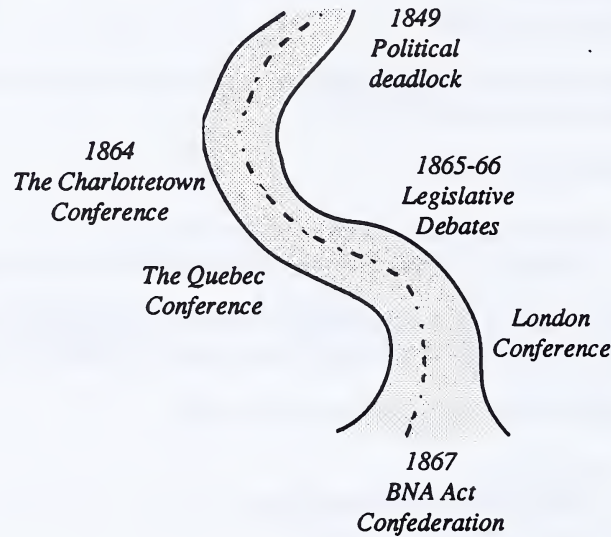 1849
Political
deadlock
1864
The Charlottetown
Conference
1865-66
Legislative
Debates
The Quebec
Conference
London
Conference
1867
BNA Act
Confederation